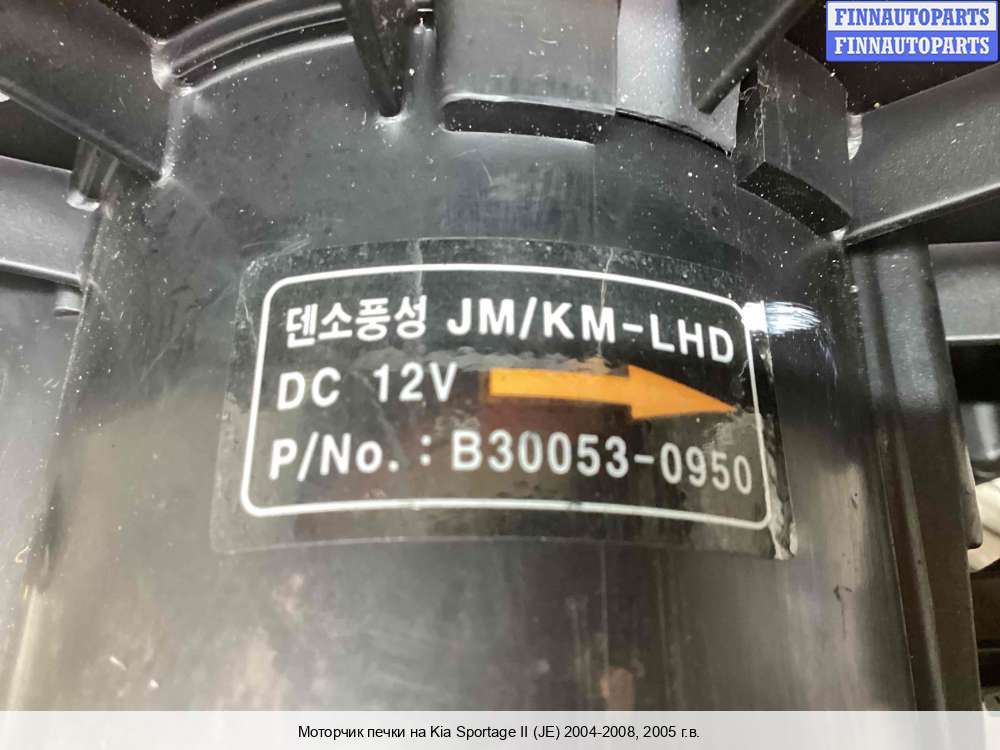 FINNAUTOPARTS
FINNAUTOPARTS
덴소풍성 JM/KM-LHD
DC 12V
P/No. : B30053-0950
Моторчик печки на Kia Sportage II (JE) 2004-2008, 2005 г.в.